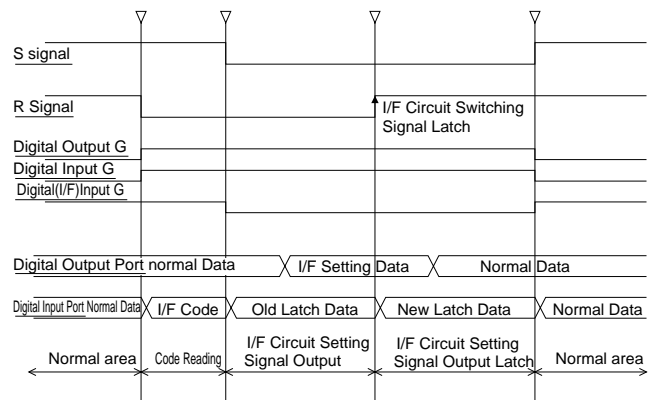 S signal
R Signal
I/F Circuit Switching
Signal Latch
Digital Output G
Digital Input G
Digital(I/F)Input G
Digital Output Port normal Data
I/F Setting Data
Normal Data
Digital Input Port Normal Data
I/F Code
Old Latch Data
New Latch Data
Normal Data
Normal area
Code Reading
I/F Circuit Setting
Signal Output
I/F Circuit Setting
Signal Output Latch
Normal area